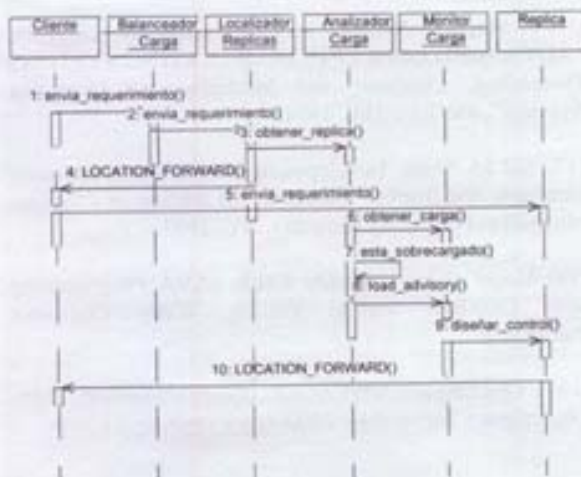 Cliente
Balanceador
Carga
Localizador
Replicas
Analizador
Carga
Monitor
Carga
Replica
1: envia_requerimiento()
2: envia_requerimiento()
3: obtener_replica()
4: LOCATION_FORWARD()
5: envia_requerimiento()
6: obtener_carga()
7: esta_sobrecargado()
8: load_advisory()
9: diseñar_control()
10: LOCATION_FORWARD()